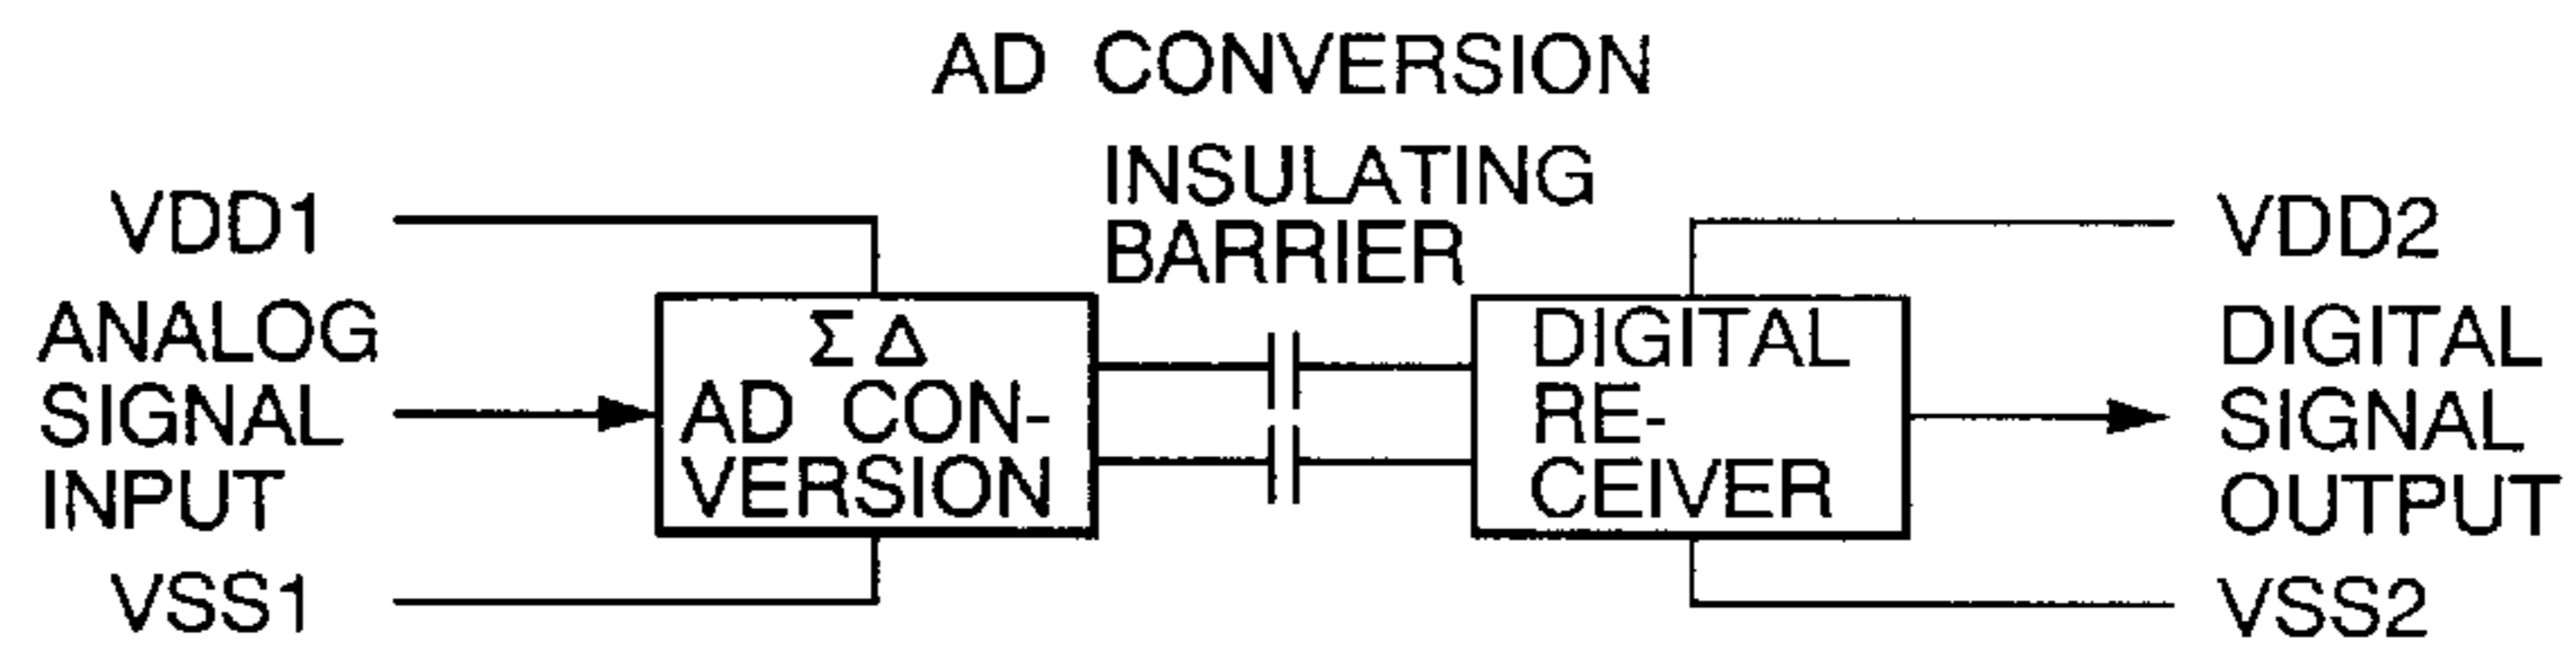 AD CONVERSION
INSULATING
BARRIER
VDD1
ANALOG
SIGNAL
INPUT
VSS1
ΣΔ
AD CON-
VERSION
DIGITAL
RE-
CEIVER
VDD2
DIGITAL
SIGNAL
OUTPUT
VSS2